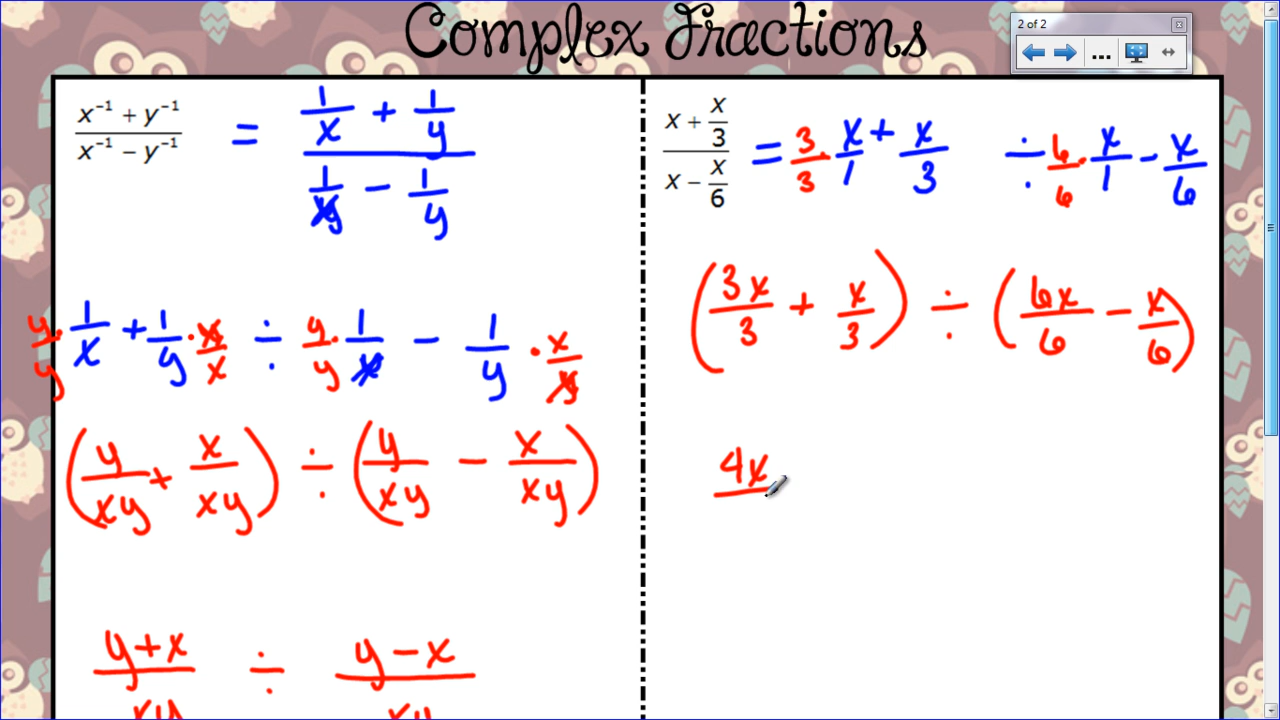 Complex Fractions
2 of 2
x
...
x⁻¹ + y⁻¹
x⁻¹ − y⁻¹
= 1/x + 1/y
1/x − 1/y
y/y · 1/x + 1/y · x/x ÷ y/y · 1/x − 1/y · x/x
(y/xy + x/xy) ÷ (y/xy − x/xy)
y+x/xy ÷ y−x/xy
x + x/3
x − x/6
= 3/3 · x/1 + x/3 ÷ 6/6 · x/1 − x/6
(3x/3 + x/3) ÷ (6x/6 − x/6)
4x